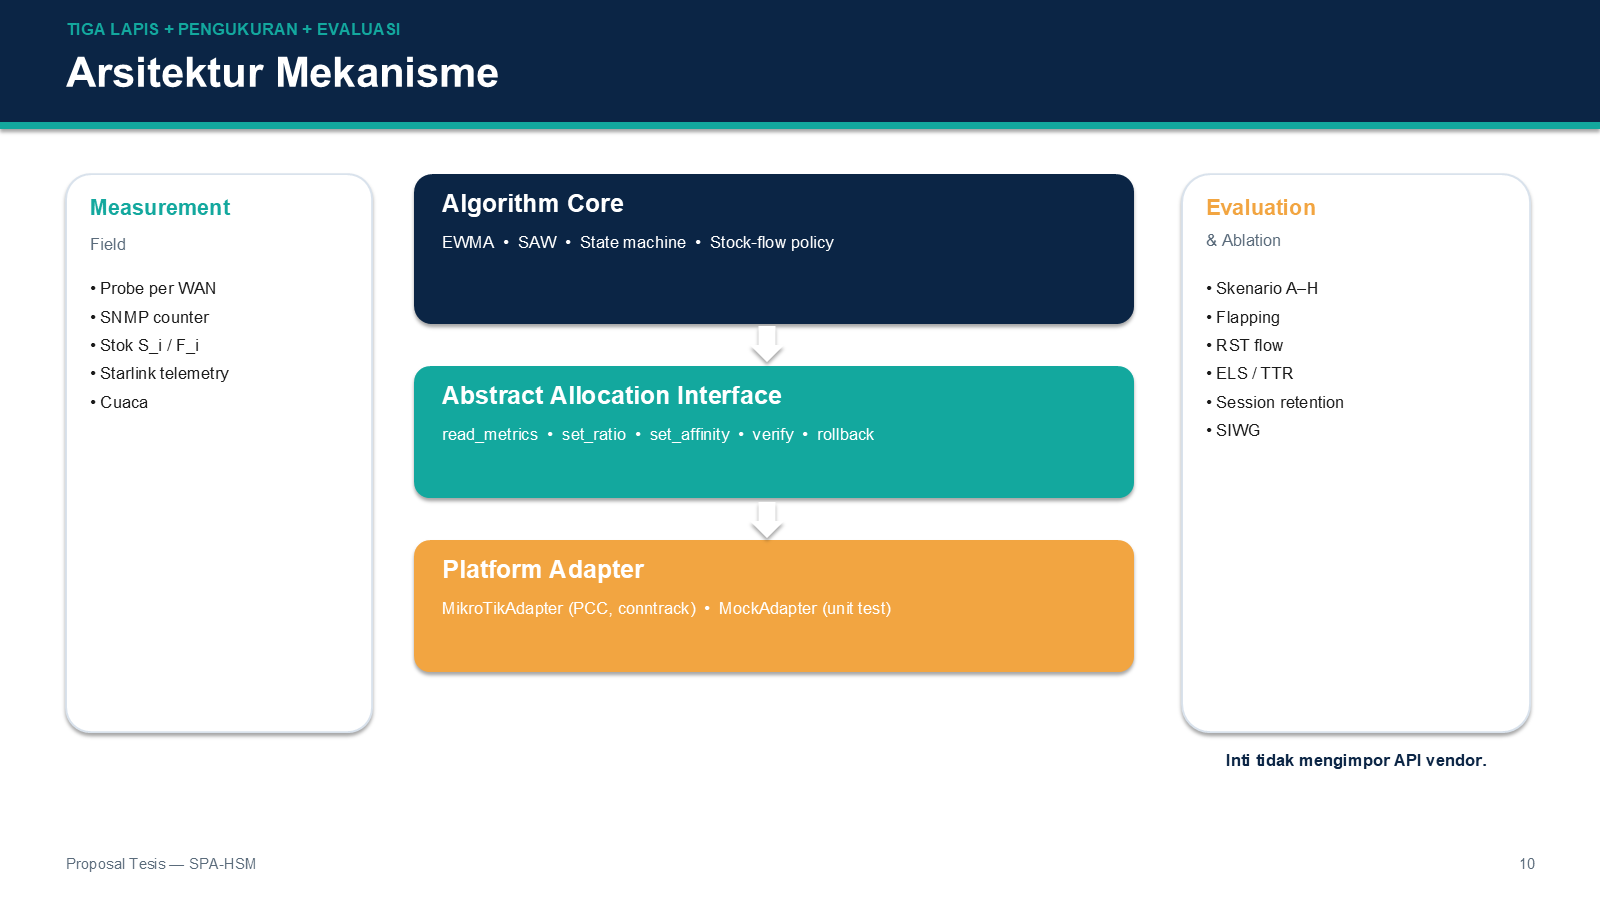 TIGA LAPIS + PENGUKURAN + EVALUASI
Arsitektur Mekanisme
Measurement
Field
• Probe per WAN
• SNMP counter
• Stok S_i / F_i
• Starlink telemetry
• Cuaca
Algorithm Core
EWMA • SAW • State machine • Stock-flow policy
Abstract Allocation Interface
read_metrics • set_ratio • set_affinity • verify • rollback
Platform Adapter
MikroTikAdapter (PCC, conntrack) • MockAdapter (unit test)
Evaluation
& Ablation
• Skenario A–H
• Flapping
• RST flow
• ELS / TTR
• Session retention
• SIWG
Inti tidak mengimpor API vendor.
Proposal Tesis — SPA-HSM
10